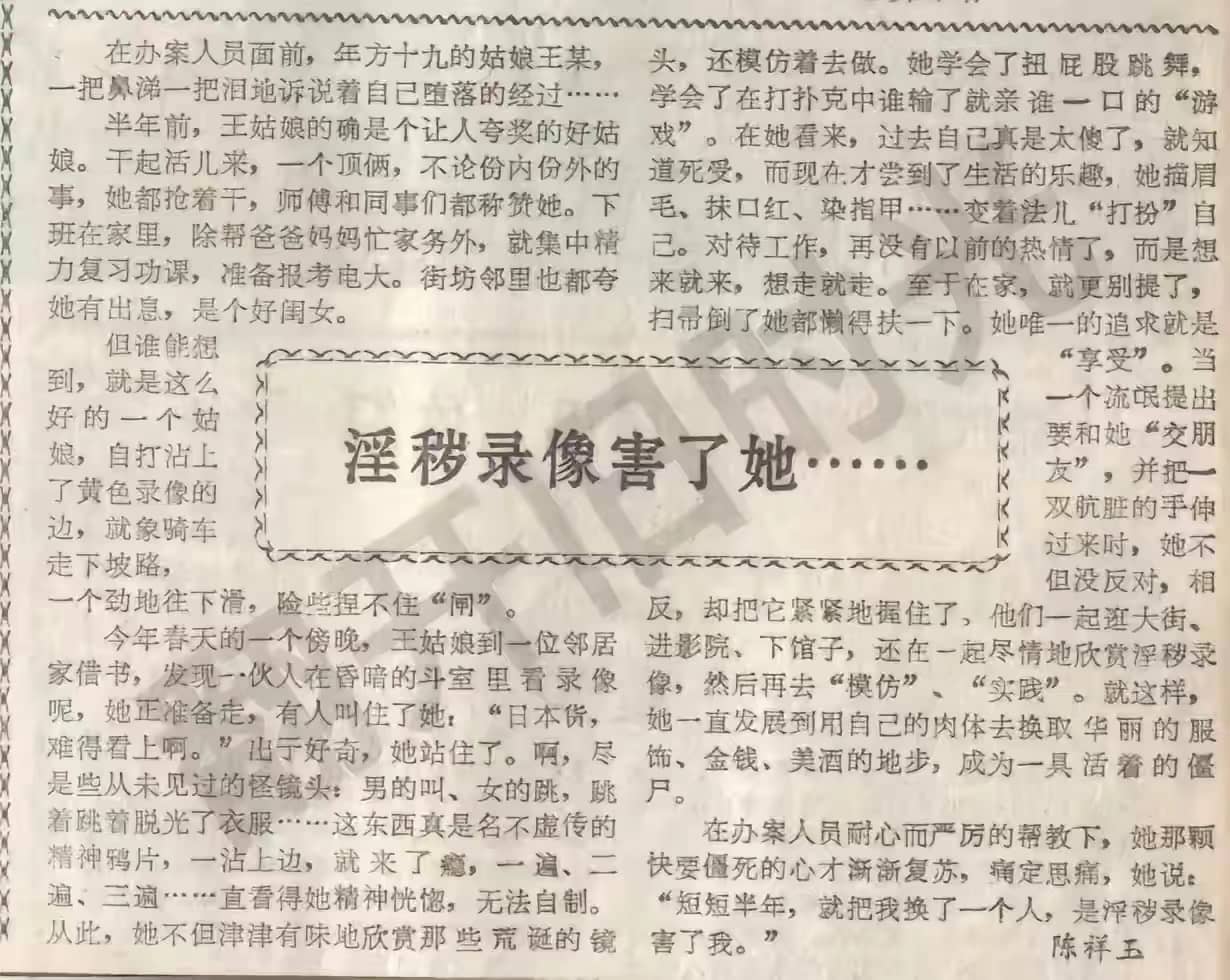 淫秽录像害了她……
在办案人员面前，年方十九的姑娘王某，
一把鼻涕一把泪地诉说着自己堕落的经过……
半年前，王姑娘的确是个让人夸奖的好姑
娘。干起活儿来，一个顶俩，不论份内份外的
事，她都抢着干，师傅和同事们都称赞她。下
班在家里，除帮爸爸妈妈忙家务外，就集中精
力复习功课，准备报考电大。街坊邻里也都夸
她有出息，是个好闺女。
但谁能想
到，就是这么
好的一个姑
娘，自打沾上
了黄色录像的
边，就象骑车
走下坡路，
一个劲地往下滑，险些捏不住“闸”。
今年春天的一个傍晚，王姑娘到一位邻居
家借书，发现一伙人在昏暗的斗室里看录像
呢，她正准备走，有人叫住了她：“日本货，
难得看上啊。”出于好奇，她站住了。啊，尽
是些从未见过的怪镜头：男的叫、女的跳，跳
着跳着脱光了衣服……这东西真是名不虚传的
精神鸦片，一沾上边，就来了瘾，一遍、二
遍、三遍……直看得她精神恍惚，无法自制。
从此，她不但津津有味地欣赏那些荒诞的镜
头，还模仿着去做。她学会了扭屁股跳舞，
学会了在打扑克中谁输了就亲谁一口的“游
戏”。在她看来，过去自己真是太傻了，就知
道死受，而现在才尝到了生活的乐趣，她描眉
毛、抹口红、染指甲……变着法儿“打扮”自
己。对待工作，再没有以前的热情了，而是想
来就来，想走就走。至于在家，就更别提了，
扫帚倒了她都懒得扶一下。她唯一的追求就是
“享受”。当
一个流氓提出
要和她“交朋
友”，并把一
双肮脏的手伸
过来时，她不
但没反对，相
反，却把它紧紧地握住了，他们一起逛大街、
进影院、下馆子，还在一起尽情地欣赏淫秽录
像，然后再去“模仿”、“实践”。就这样，
她一直发展到用自己的肉体去换取华丽的服
饰、金钱、美酒的地步，成为一具活着的僵
尸。
在办案人员耐心而严厉的帮教下，她那颗
快要僵死的心才渐渐复苏，痛定思痛，她说：
“短短半年，就把我换了一个人，是淫秽录像
害了我。”
陈祥玉
翻开旧时光